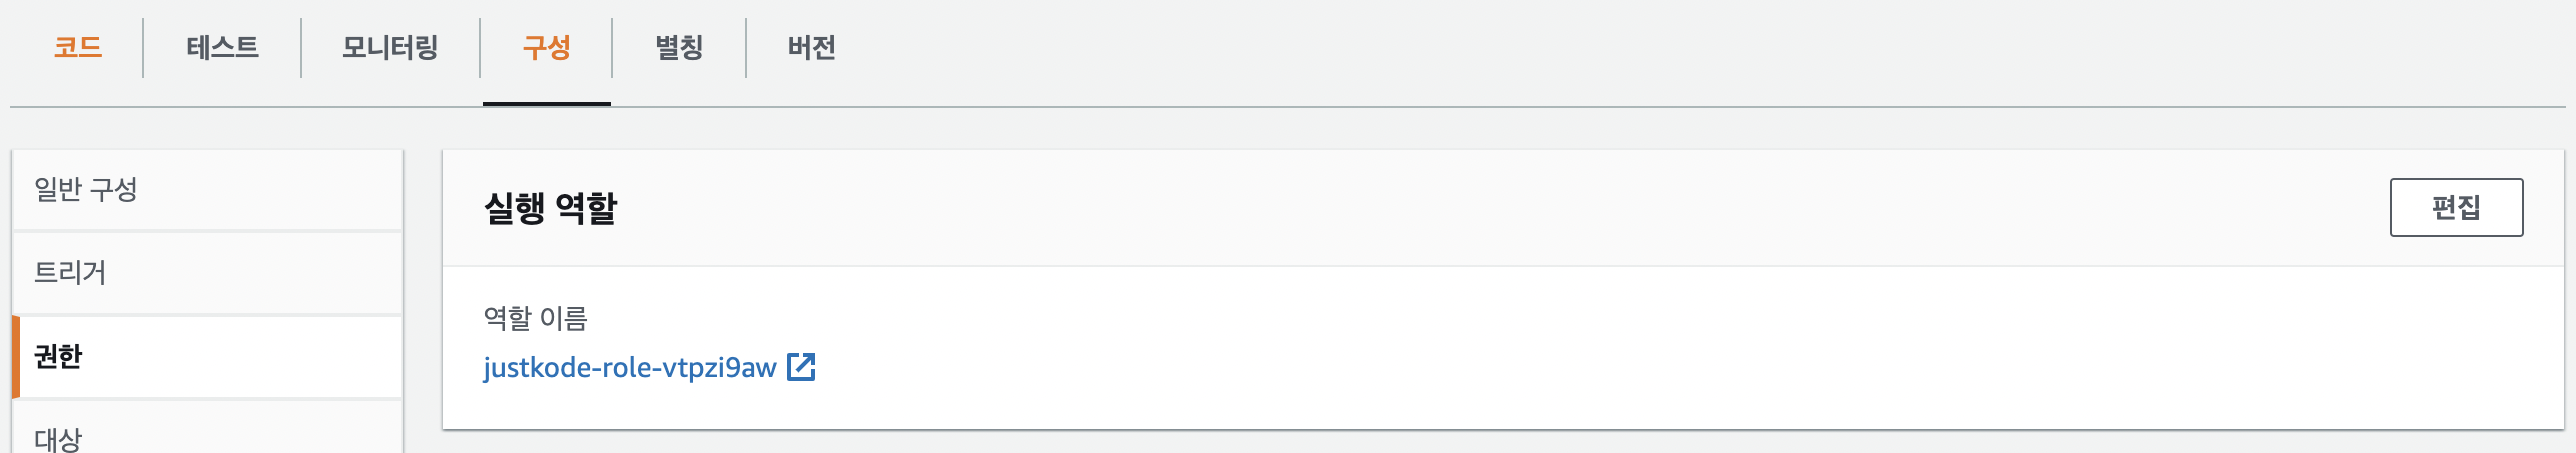 코드 테스트 모니터링 구성 별칭 버전
일반 구성
트리거
권한
대상
실행 역할
편집
역할 이름
justkode-role-vtpzi9aw